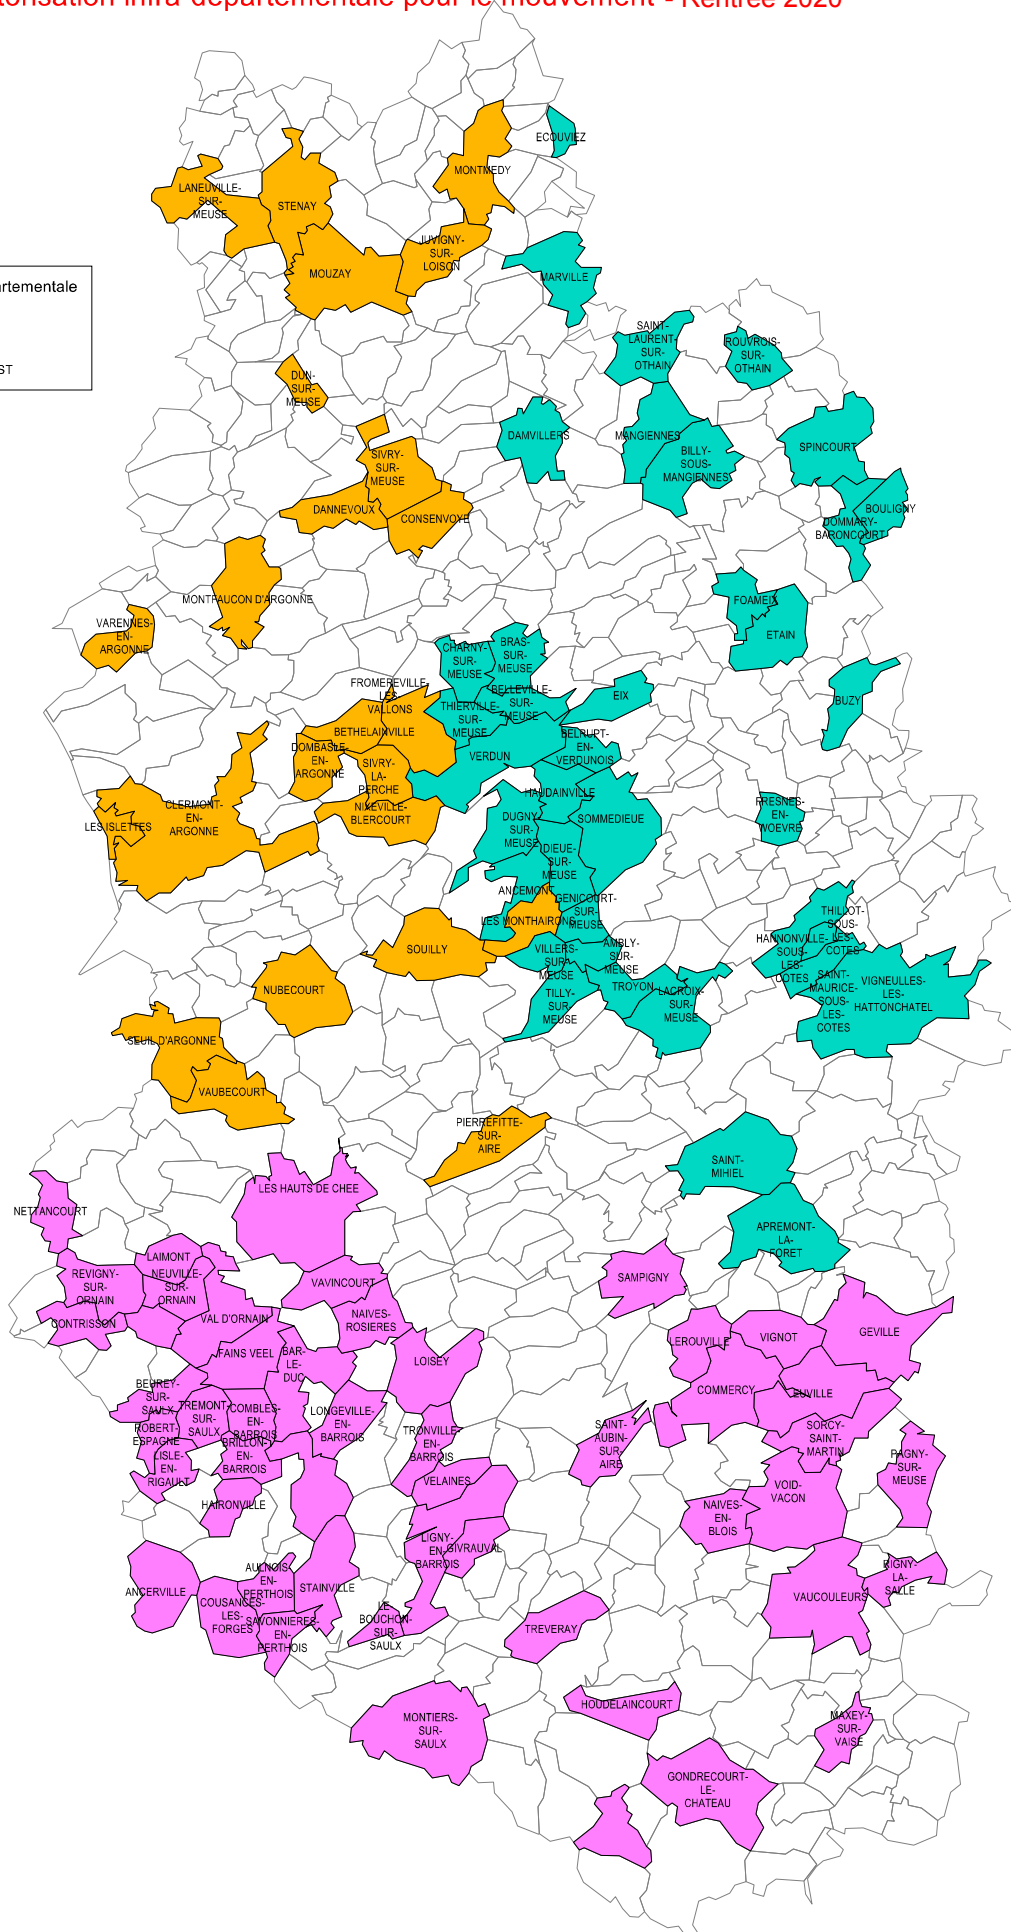 torisation infra-départementale pour le mouvement - Rentrée 2020
artementale
ST
ECOUVIEZ
MONTMEDY
LANEUVILLE-
SUR-
MEUSE
STENAY
JUVIGNY-
SUR-
LOISON
MOUZAY
MARVILLE
SAINT-
LAURENT-
SUR-
OTHAIN
ROUVROIS-
SUR-
OTHAIN
DUN-
SUR-
MEUSE
DAMVILLERS
MANGIENNES
BILLY-
SOUS-
MANGIENNES
SPINCOURT
SIVRY-
SUR-
MEUSE
DANNEVOUX
CONSENVOYE
BOULIGNY
DOMMARY-
BARONCOURT
MONTFAUCON D'ARGONNE
FOAMEIX
ETAIN
VARENNES-
EN-
ARGONNE
CHARNY-
SUR-
MEUSE
BRAS-
SUR-
MEUSE
FROMEREVILLE-
LES-
VALLONS
BELLEVILLE-
SUR-
MEUSE
EIX
BUZY
THIERVILLE-
SUR-
MEUSE
BETHELAINVILLE
VERDUN
BELRUPT-
EN-
VERDUNOIS
DOMBASLE-
EN-
ARGONNE
SIVRY-
LA-
PERCHE
HAUDAINVILLE
NIXEVILLE-
BLERCOURT
CLERMONT-
EN-
ARGONNE
LES ISLETTES
DUGNY-
SUR-
MEUSE
SOMMEDIEUE
FRESNES-
EN-
WOEVRE
DIEUE-
SUR-
MEUSE
ANCEMONT
GENICOURT-
SUR-
MEUSE
LES MONTHAIRONS
THILLOT-
SOUS-
LES-
COTES
HANNONVILLE-
SOUS-
LES-
COTES
SOUILLY
VILLERS-
SUR-
MEUSE
AMBLY-
SUR-
MEUSE
SAINT-
MAURICE-
SOUS-
LES-
COTES
VIGNEULLES-
LES-
HATTONCHATEL
NUBECOURT
TROYON
LACROIX-
SUR-
MEUSE
TILLY-
SUR-
MEUSE
SEUIL D'ARGONNE
VAUBECOURT
PIERREFITTE-
SUR-
AIRE
SAINT-
MIHIEL
LES HAUTS DE CHEE
NETTANCOURT
APREMONT-
LA-
FORET
LAIMONT
REVIGNY-
SUR-
ORNAIN
NEUVILLE-
SUR-
ORNAIN
VAVINCOURT
SAMPIGNY
CONTRISSON
VAL D'ORNAIN
NAIVES-
ROSIERES
LEROUVILLE
VIGNOT
GEVILLE
FAINS VEEL
BAR-
LE-
DUC
LOISEY
BEUREY-
SUR-
SAULX
COMMERCY
EUVILLE
TREMONT-
SUR-
SAULX
COMBLES-
EN-
BARROIS
LONGEVILLE-
EN-
BARROIS
ROBERT-
ESPAGNE
TRONVILLE-
EN-
BARROIS
SAINT-
AUBIN-
SUR-
AIRE
SORCY-
SAINT-
MARTIN
BRILLON-
EN-
BARROIS
LISLE-
EN-
RIGAULT
PAGNY-
SUR-
MEUSE
VELAINES
VOID-
VACON
HAIRONVILLE
NAIVES-
EN-
BLOIS
LIGNY-
EN-
BARROIS
GIVRAUVAL
RIGNY-
LA-
SALLE
AULNOIS-
EN-
PERTHOIS
ANCERVILLE
STAINVILLE
VAUCOULEURS
COUSANCES-
LES-
FORGES
LE
BOUCHON-
SUR-
SAULX
SAVONNIERES-
EN-
PERTHOIS
TREVERAY
HOUDELAINCOURT
MONTIERS-
SUR-
SAULX
MAXEY-
SUR-
VAISE
GONDRECOURT-
LE-
CHATEAU